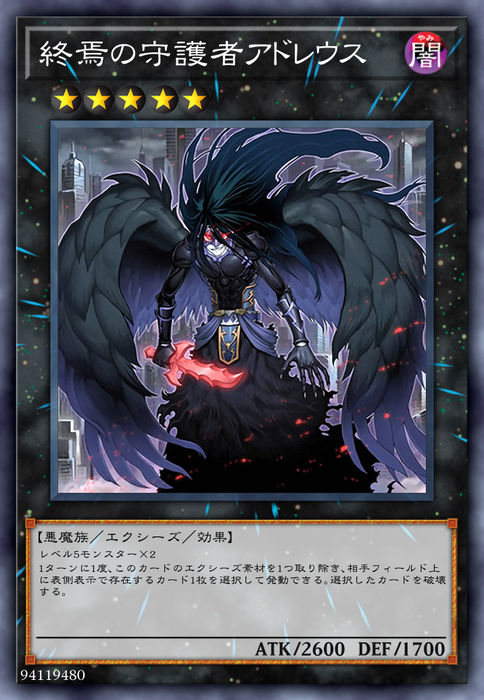 終焉の守護者アドレウス
やみ
闇
【悪魔族／エクシーズ／効果】
レベル5モンスター×2
1ターンに1度、このカードのエクシーズ素材を1つ取り除き、相手フィールド上
に表側表示で存在するカード1枚を選択して発動できる。選択したカードを破壊
する。
ATK/2600 DEF/1700
94119480